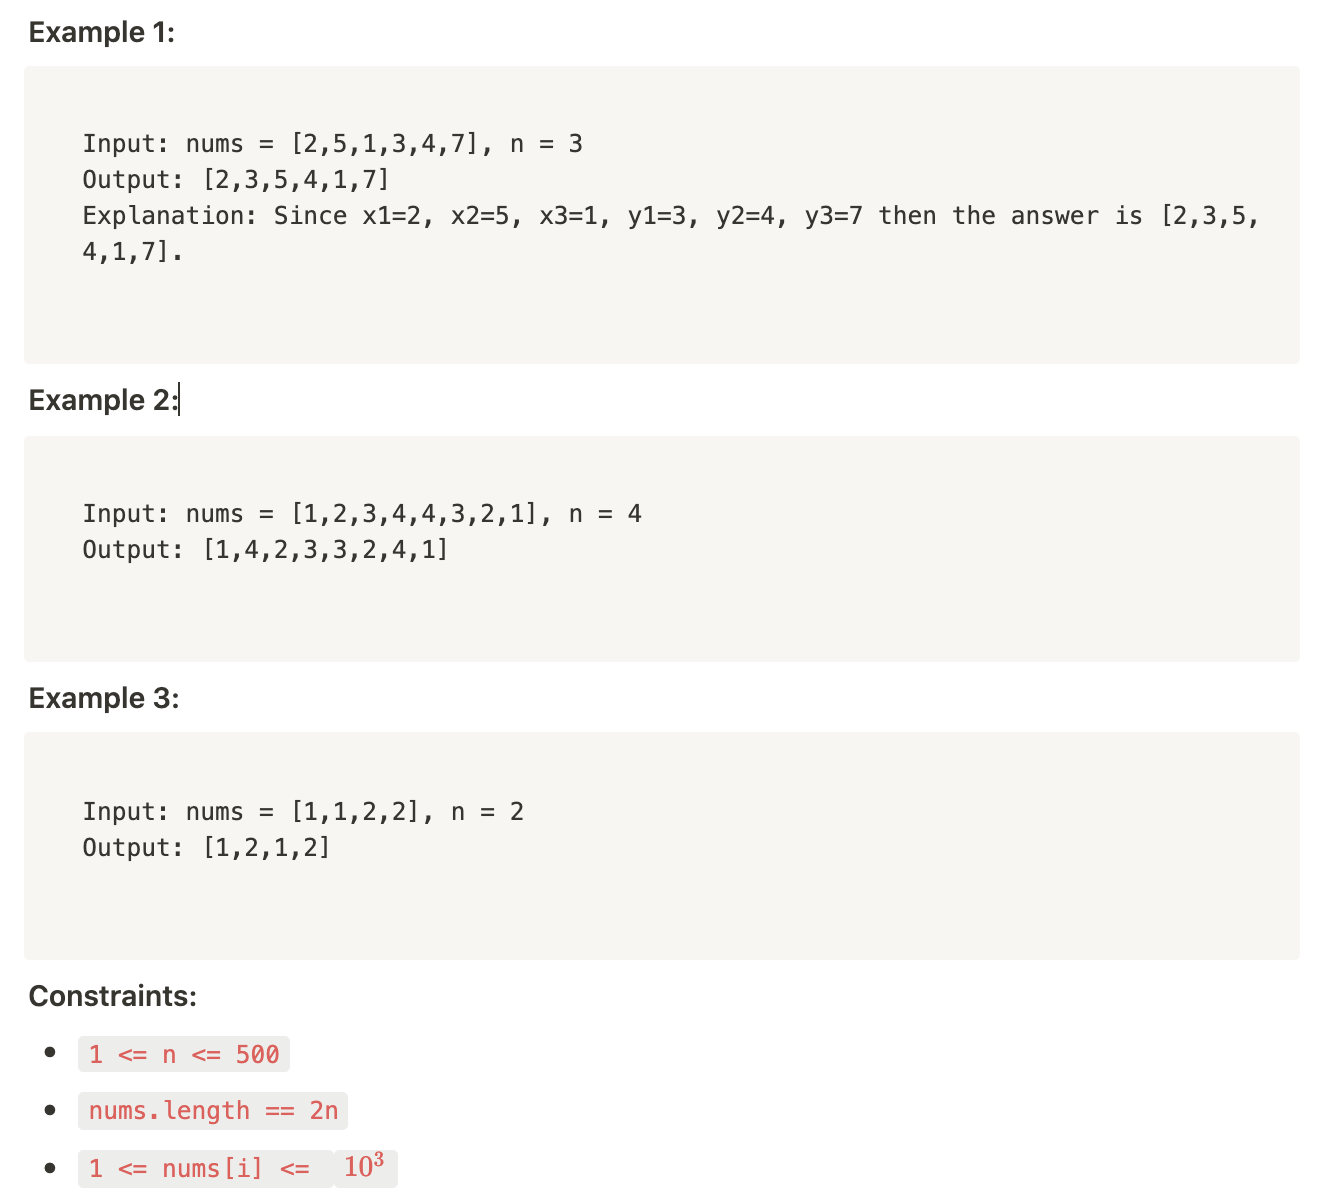 Example 1:
Input: nums = [2,5,1,3,4,7], n = 3
Output: [2,3,5,4,1,7]
Explanation: Since x1=2, x2=5, x3=1, y1=3, y2=4, y3=7 then the answer is [2,3,5,
4,1,7].
Example 2:
Input: nums = [1,2,3,4,4,3,2,1], n = 4
Output: [1,4,2,3,3,2,4,1]
Example 3:
Input: nums = [1,1,2,2], n = 2
Output: [1,2,1,2]
Constraints:
• 1 <= n <= 500
• nums.length == 2n
• 1 <= nums[i] <= 10³